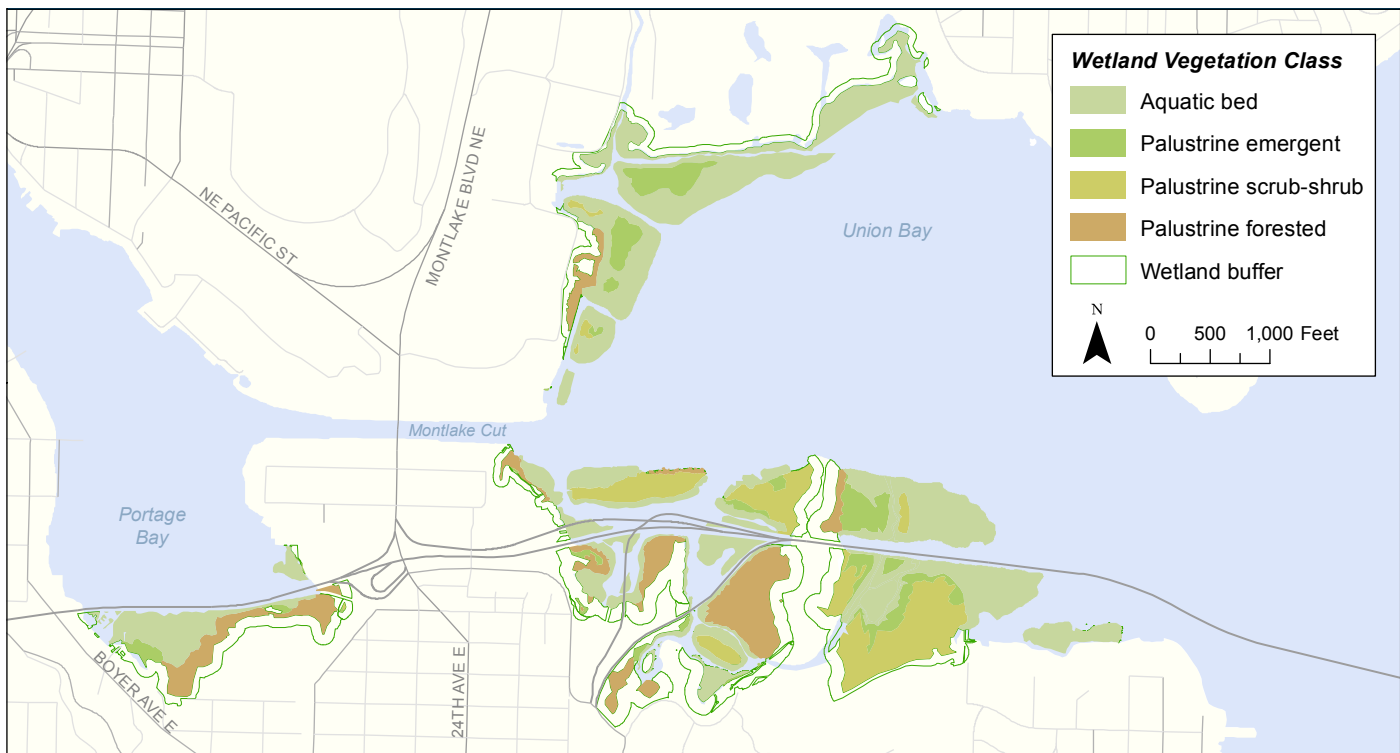 Wetland Vegetation Class
Aquatic bed
Palustrine emergent
Palustrine scrub-shrub
Palustrine forested
Wetland buffer
N
0 500 1,000 Feet
NE PACIFIC ST
MONTLAKE BLVD NE
Union Bay
Montlake Cut
Portage
Bay
BOYER AVE E
24TH AVE E